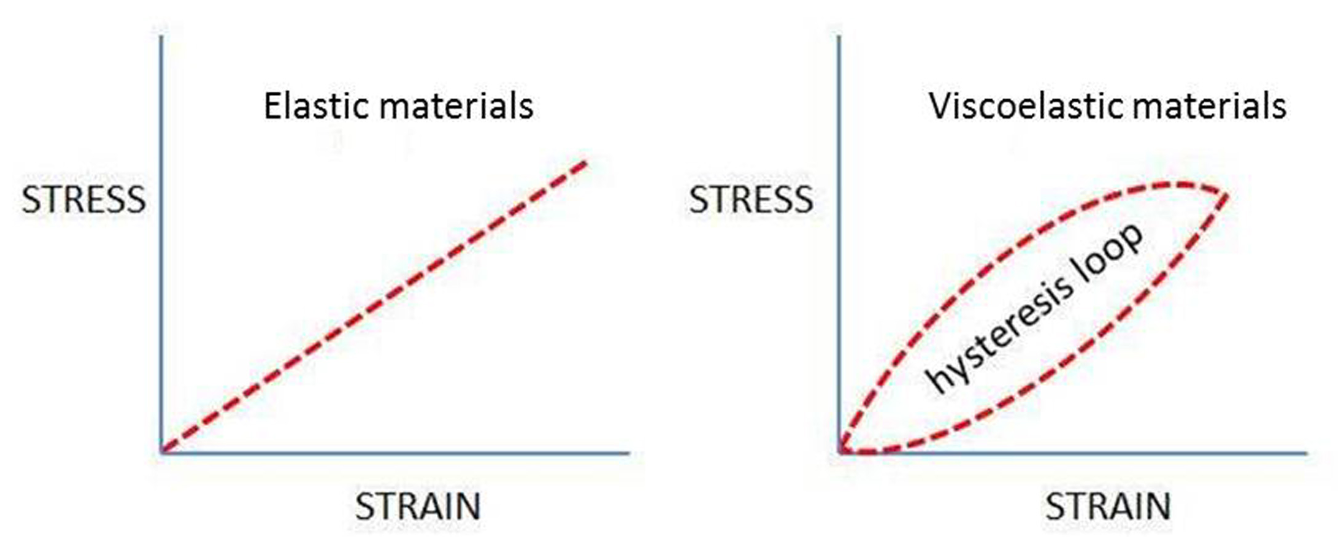 Elastic materials
STRESS
STRAIN
Viscoelastic materials
STRESS
hysteresis loop
STRAIN